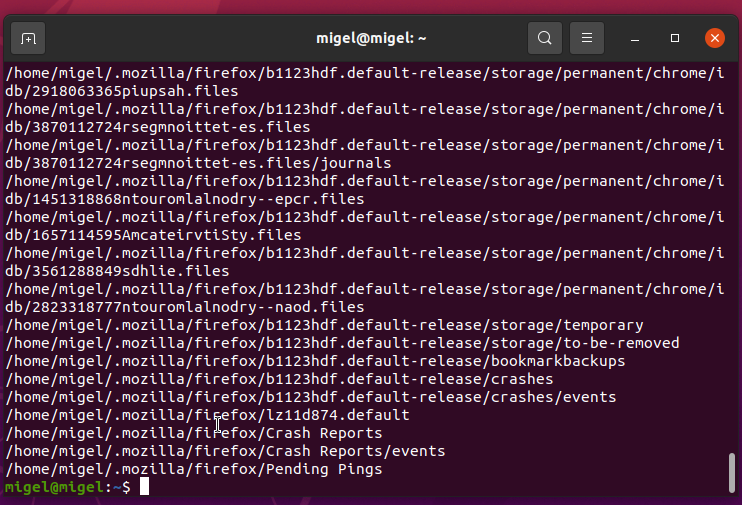 migel@migel: ~
/home/migel/.mozilla/firefox/b1123hdf.default-release/storage/permanent/chrome/i
db/2918063365piupsah.files
/home/migel/.mozilla/firefox/b1123hdf.default-release/storage/permanent/chrome/i
db/3870112724rsegmnoittet-es.files
/home/migel/.mozilla/firefox/b1123hdf.default-release/storage/permanent/chrome/i
db/3870112724rsegmnoittet-es.files/journals
/home/migel/.mozilla/firefox/b1123hdf.default-release/storage/permanent/chrome/i
db/1451318868ntouromlalnodry--epcr.files
/home/migel/.mozilla/firefox/b1123hdf.default-release/storage/permanent/chrome/i
db/1657114595AmcateirvtiSty.files
/home/migel/.mozilla/firefox/b1123hdf.default-release/storage/permanent/chrome/i
db/3561288849sdhlie.files
/home/migel/.mozilla/firefox/b1123hdf.default-release/storage/permanent/chrome/i
db/2823318777ntouromlalnodry--naod.files
/home/migel/.mozilla/firefox/b1123hdf.default-release/storage/temporary
/home/migel/.mozilla/firefox/b1123hdf.default-release/storage/to-be-removed
/home/migel/.mozilla/firefox/b1123hdf.default-release/bookmarkbackups
/home/migel/.mozilla/firefox/b1123hdf.default-release/crashes
/home/migel/.mozilla/firefox/b1123hdf.default-release/crashes/events
/home/migel/.mozilla/firefox/lz11d874.default
/home/migel/.mozilla/firefox/Crash Reports
/home/migel/.mozilla/firefox/Crash Reports/events
/home/migel/.mozilla/firefox/Pending Pings
migel@migel:~$